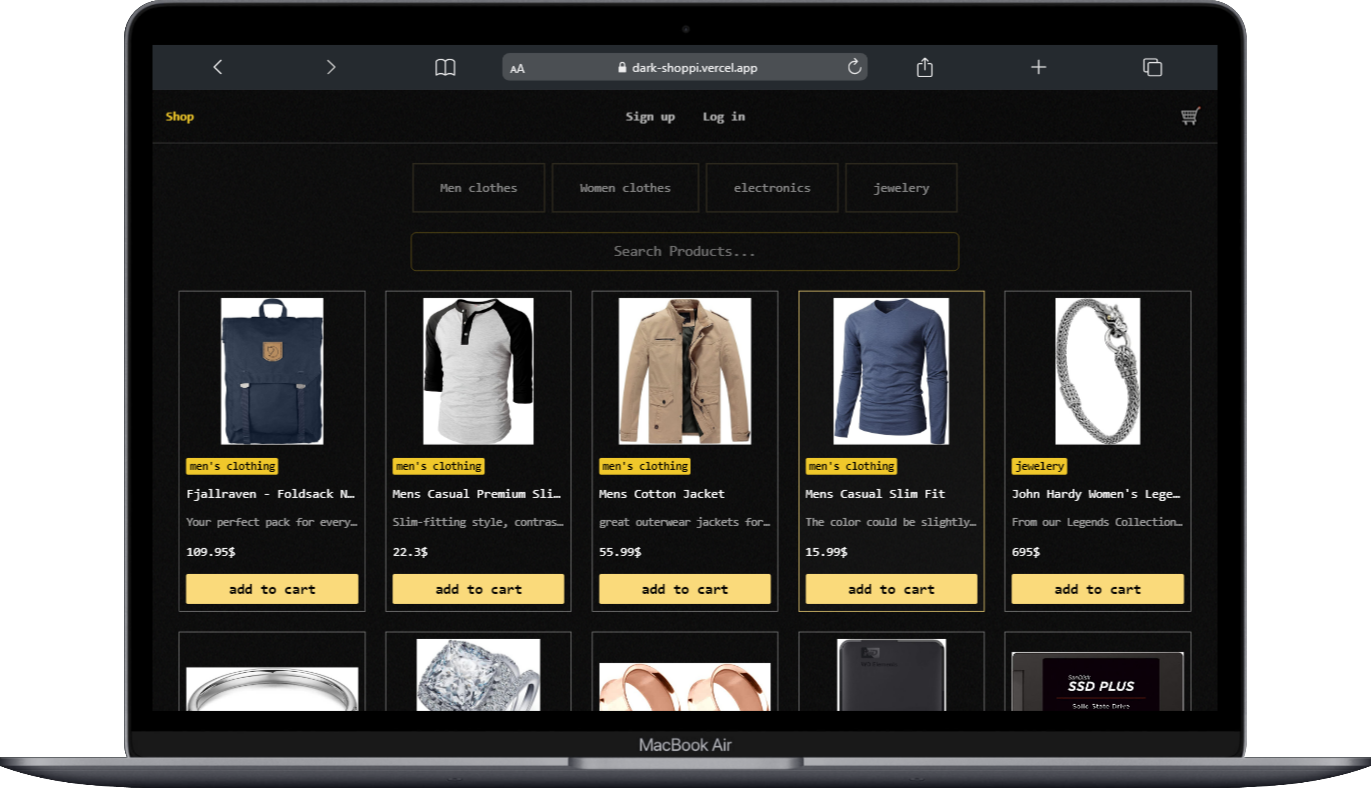 AA dark-shoppi.vercel.app
Shop Sign up Log in
Men clothes Women clothes electronics jewelery
Search Products...
men's clothing men's clothing men's clothing men's clothing jewelery
Fjallraven - Foldsack N… Mens Casual Premium Sli… Mens Cotton Jacket Mens Casual Slim Fit John Hardy Women's Lege…
Your perfect pack for every… Slim-fitting style, contras… great outerwear jackets for… The color could be slightly… From our Legends Collection…
109.95$ 22.3$ 55.99$ 15.99$ 695$
add to cart add to cart add to cart add to cart add to cart
SanDisk
SSD PLUS
Solid State Drive
MacBook Air